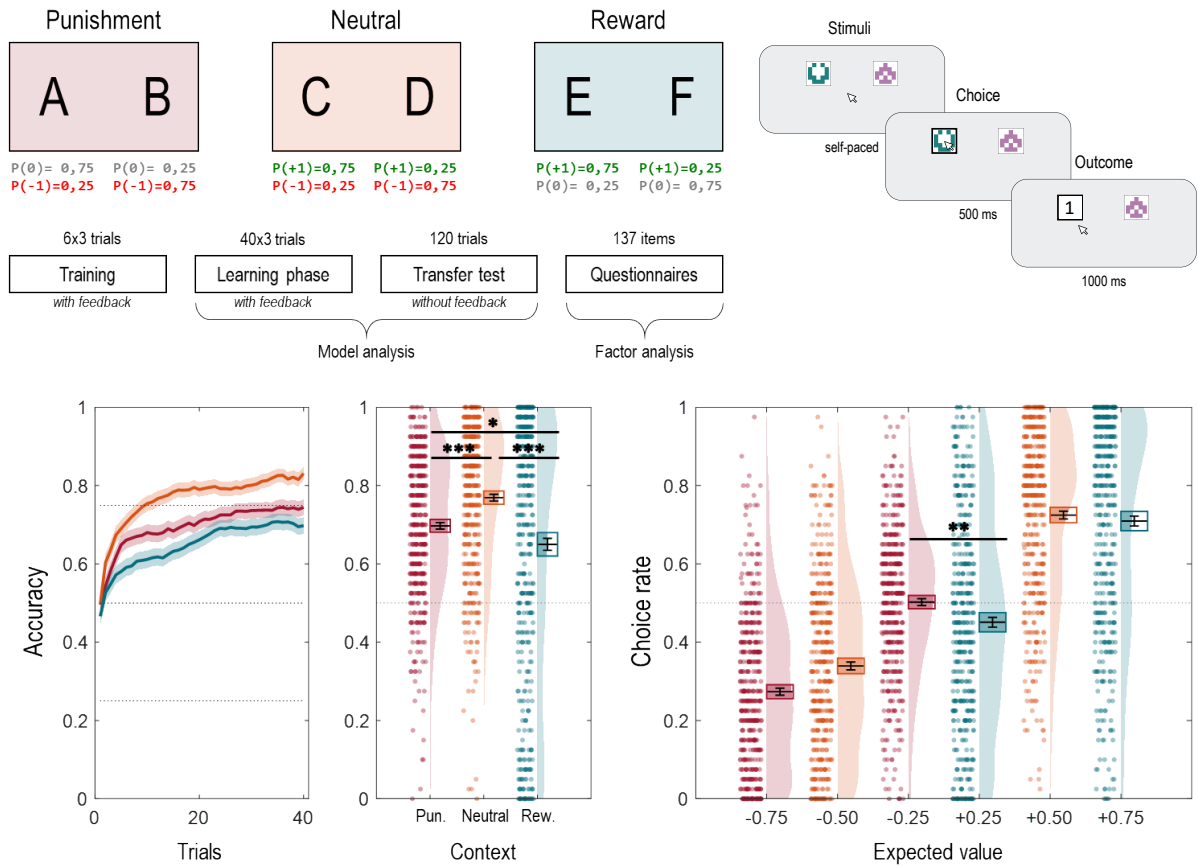 Punishment
A B
P(0)= 0,75 P(0)= 0,25
P(-1)=0,25 P(-1)=0,75
Neutral
C D
P(+1)=0,75 P(+1)=0,25
P(-1)=0,25 P(-1)=0,75
Reward
E F
P(+1)=0,75 P(+1)=0,25
P(0)= 0,25 P(0)= 0,75
Stimuli
self-paced
Choice
500 ms
Outcome
1
1000 ms
6x3 trials
Training
with feedback
40x3 trials
Learning phase
with feedback
120 trials
Transfer test
without feedback
137 items
Questionnaires
Model analysis
Factor analysis
Accuracy
1
0.8
0.6
0.4
0.2
0
0 20 40
Trials
1
0.8
0.6
0.4
0.2
0
*
*** ***
Pun. Neutral Rew.
Context
Choice rate
1
0.8
0.6
0.4
0.2
0
**
-0.75 -0.50 -0.25 +0.25 +0.50 +0.75
Expected value